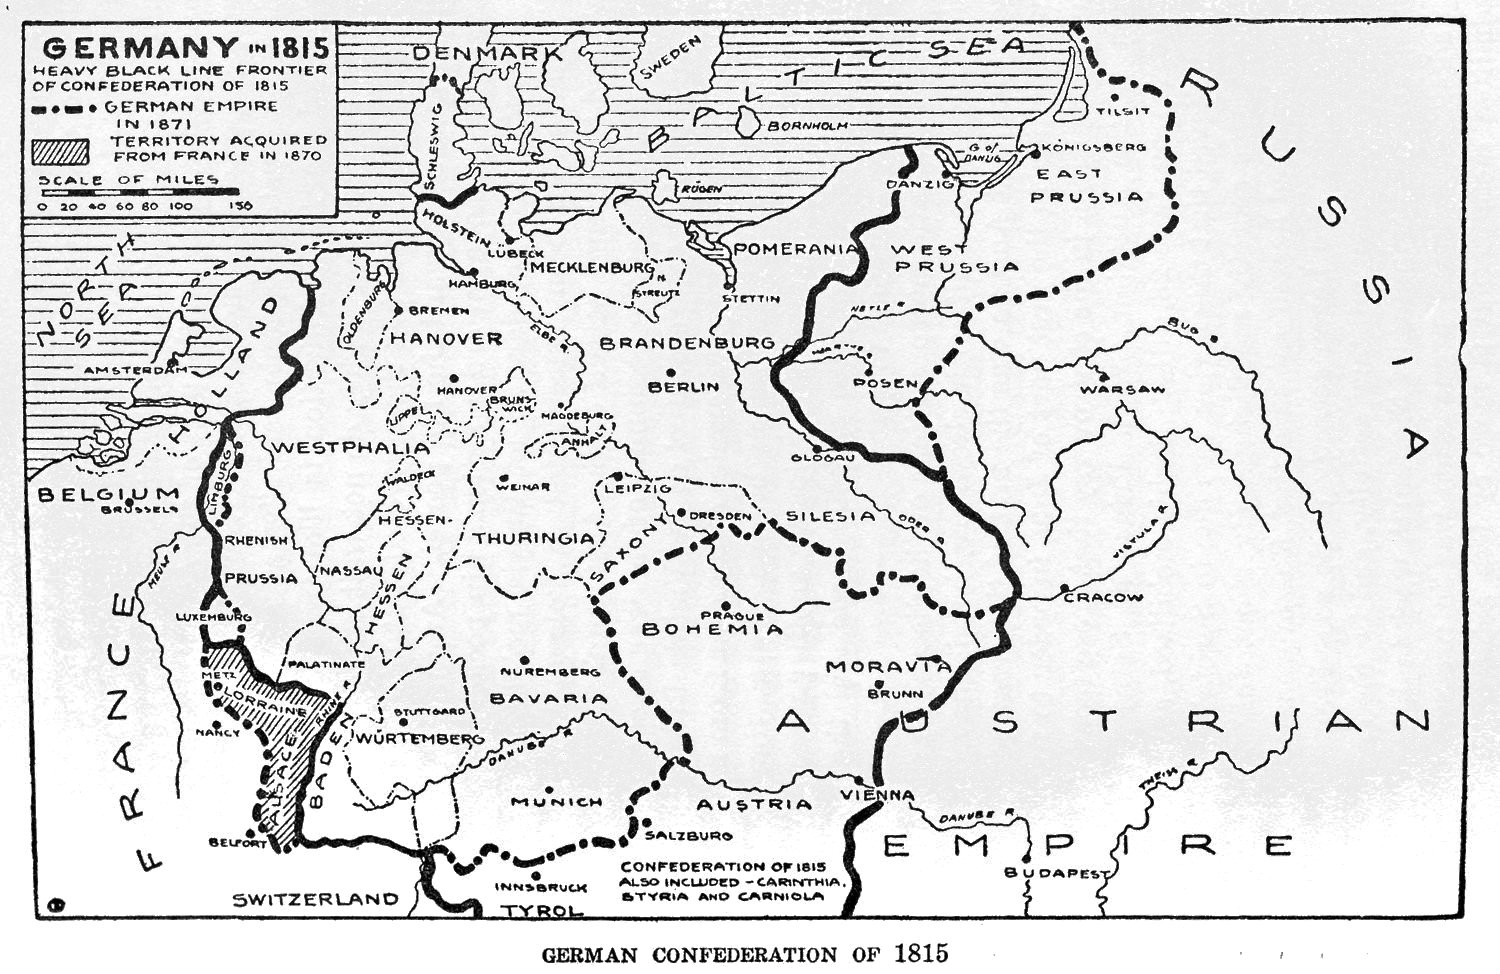 GERMANY IN 1815
HEAVY BLACK LINE FRONTIER
OF CONFEDERATION OF 1815
GERMAN EMPIRE
IN 1871
TERRITORY ACQUIRED
FROM FRANCE IN 1870
SCALE OF MILES
0 20 40 60 80 100 150
DENMARK
SWEDEN
BALTIC SEA
BORNHOLM
RUSSIA
TILSIT
KÖNIGSBERG
G of
DANZIG
EAST
PRUSSIA
DANZIG
SCHLESWIG
RÜGEN
HOLSTEIN
LÜBECK
POMERANIA
WEST
PRUSSIA
NORTH
SEA
MECKLENBURG
HAMBURG
STETTIN
OLDENBURG
BREMEN
HOLLAND
ELBE R.
HANOVER
BRANDENBURG
NETZE R
BUG
AMSTERDAM
HANOVER
BERLIN
POSEN
WARSAW
BRUNS-
WICK
LIPPE
MAGDEBURG
ANHALT
WESTPHALIA
GLOGAU
LIMBURG
BELGIUM
BRUSSELS
WALDECK
WEINAR
LEIPZIG
HESSEN-
DRESDEN
SILESIA
ODER
RHENISH
PRUSSIA
THURINGIA
SAXONY
VISTULA R
NASSAU
HESSEN
CRACOW
LUXEMBURG
PRAGUE
BOHEMIA
FRANCE
METZ
LORRAINE
PALATINATE
RHINE R
NUREMBERG
BAVARIA
MORAVIA
BRUNN
NANCY
STUTTGARD
WÜRTEMBERG
DANUBE R
AUSTRIAN
ALSACE
BADEN
MUNICH
AUSTRIA
VIENNA
THEISS R
BELFORT
SALZBURG
DANUBE R
EMPIRE
BUDAPEST
CONFEDERATION OF 1815
ALSO INCLUDED - CARINTHIA,
STYRIA AND CARNIOLA
SWITZERLAND
INNSBRUCK
TYROL
GERMAN CONFEDERATION OF 1815